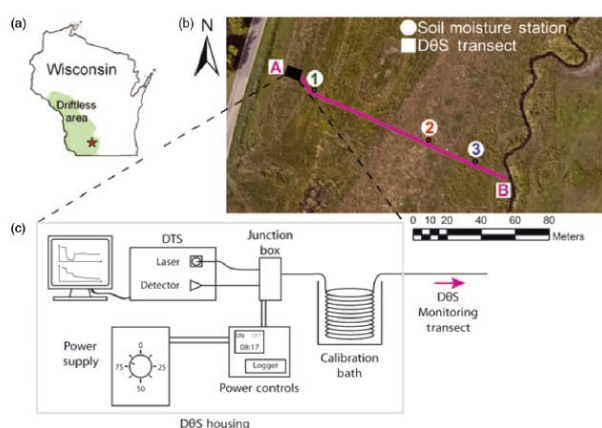 (a)
Wisconsin
Driftless
area
(b)
N
Soil moisture station
DθS transect
A
1
2
3
B
0 10 20 40 60 80
Meters
(c)
DTS
Laser
Detector
Junction
box
Power
supply
0
75 25
50
ON OFF
08:17
Logger
Power controls
Calibration
bath
DθS
Monitoring
transect
DθS housing